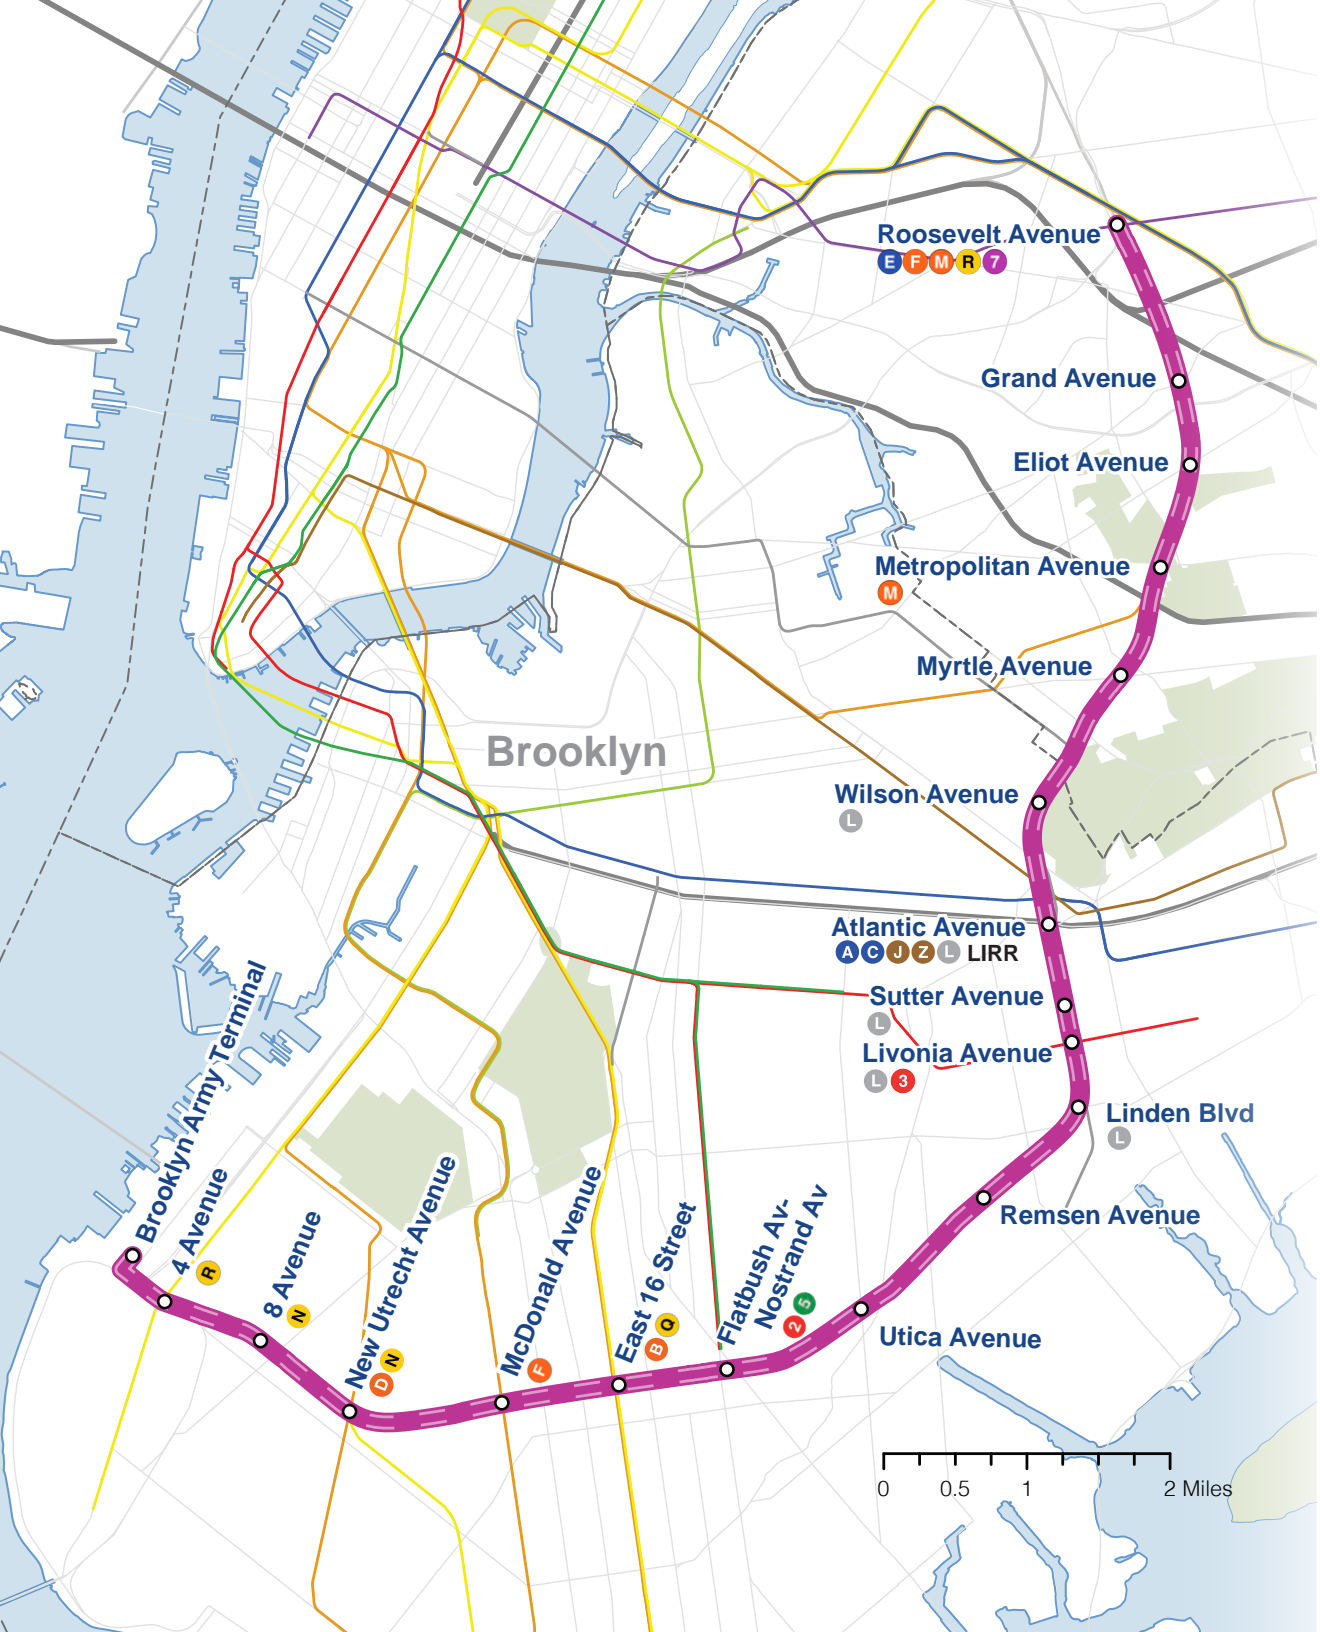 Roosevelt Avenue
E F M R 7
Grand Avenue
Eliot Avenue
Metropolitan Avenue
M
Myrtle Avenue
Brooklyn
Wilson Avenue
L
Atlantic Avenue
A C J Z L LIRR
Sutter Avenue
L
Livonia Avenue
L 3
Linden Blvd
L
Remsen Avenue
Utica Avenue
Flatbush Av-
Nostrand Av
2 5
East 16 Street
B Q
McDonald Avenue
F
New Utrecht Avenue
D N
8 Avenue
N
4 Avenue
R
Brooklyn Army Terminal
0 0.5 1 2 Miles